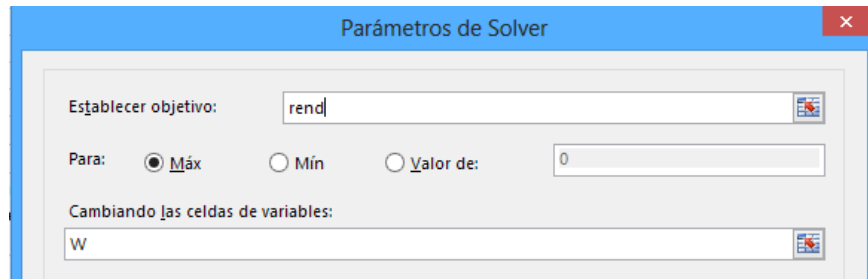 Parámetros de Solver
Establecer objetivo: rend
Para: Máx Mín Valor de: 0
Cambiando las celdas de variables:
W